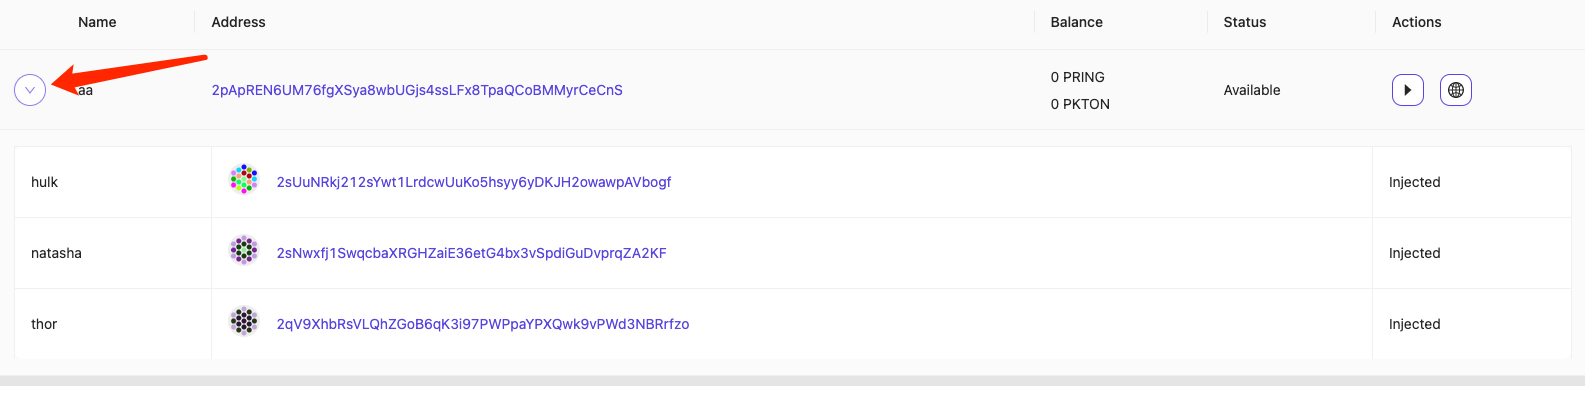 Name Address Balance Status Actions
aa 2pApREN6UM76fgXSya8wbUGjs4ssLFx8TpaQCoBMMyrCeCnS 0 PRING Available
0 PKTON
hulk 2sUuNRkj212sYwt1LrdcwUuKo5hsyy6yDKJH2owawpAVbogf Injected
natasha 2sNwxfj1SwqcbaXRGHZaiE36etG4bx3vSpdiGuDvprqZA2KF Injected
thor 2qV9XhbRsVLQhZGoB6qK3i97PWPpaYPXQwk9vPWd3NBRrfzo Injected